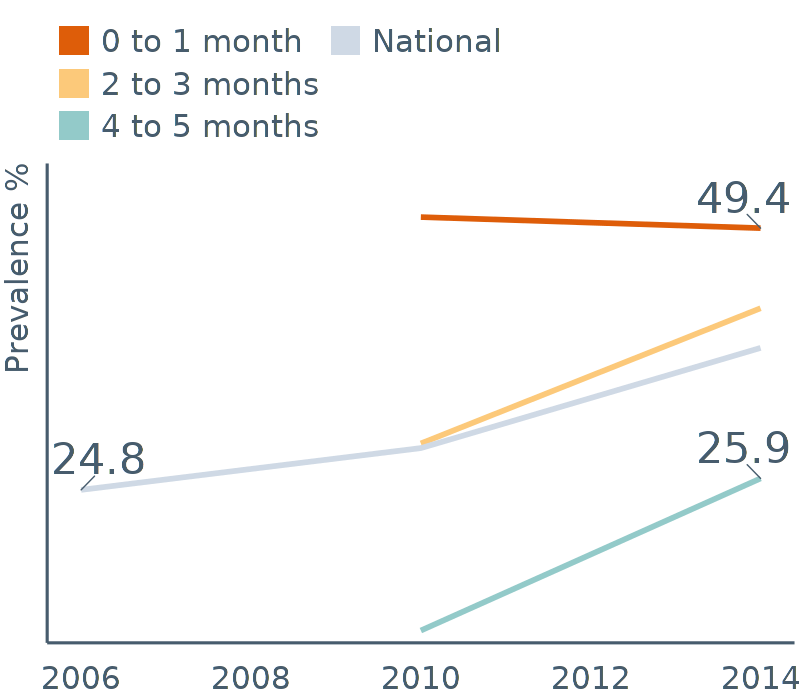 0 to 1 month
National
2 to 3 months
4 to 5 months
Prevalence %
49.4
24.8
25.9
2006 2008 2010 2012 2014